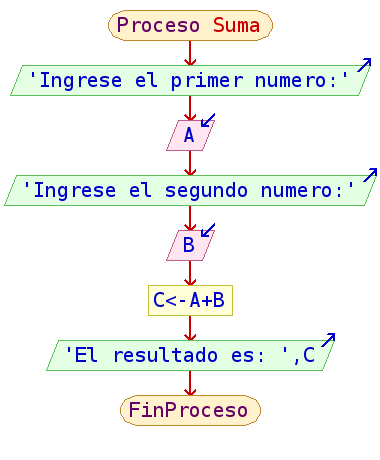 Proceso Suma
'Ingrese el primer numero:'
A
'Ingrese el segundo numero:'
B
C<-A+B
'El resultado es: ',C
FinProceso